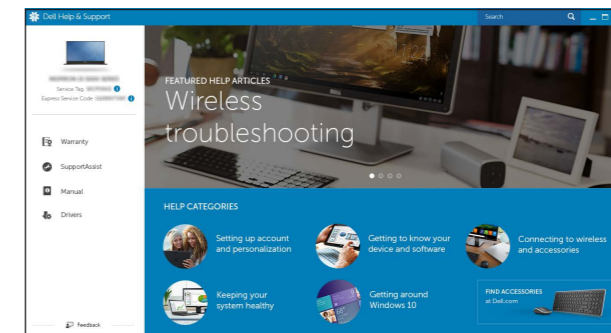 Dell Help & Support
Search
Service Tag:
Express Service Code:
Warranty
SupportAssist
Manual
Drivers
Feedback
FEATURED HELP ARTICLES
Wireless
troubleshooting
HELP CATEGORIES
Setting up account
and personalization
Getting to know your
device and software
Connecting to wireless
and accessories
Keeping your
system healthy
Getting around
Windows 10
FIND ACCESSORIES
at Dell.com